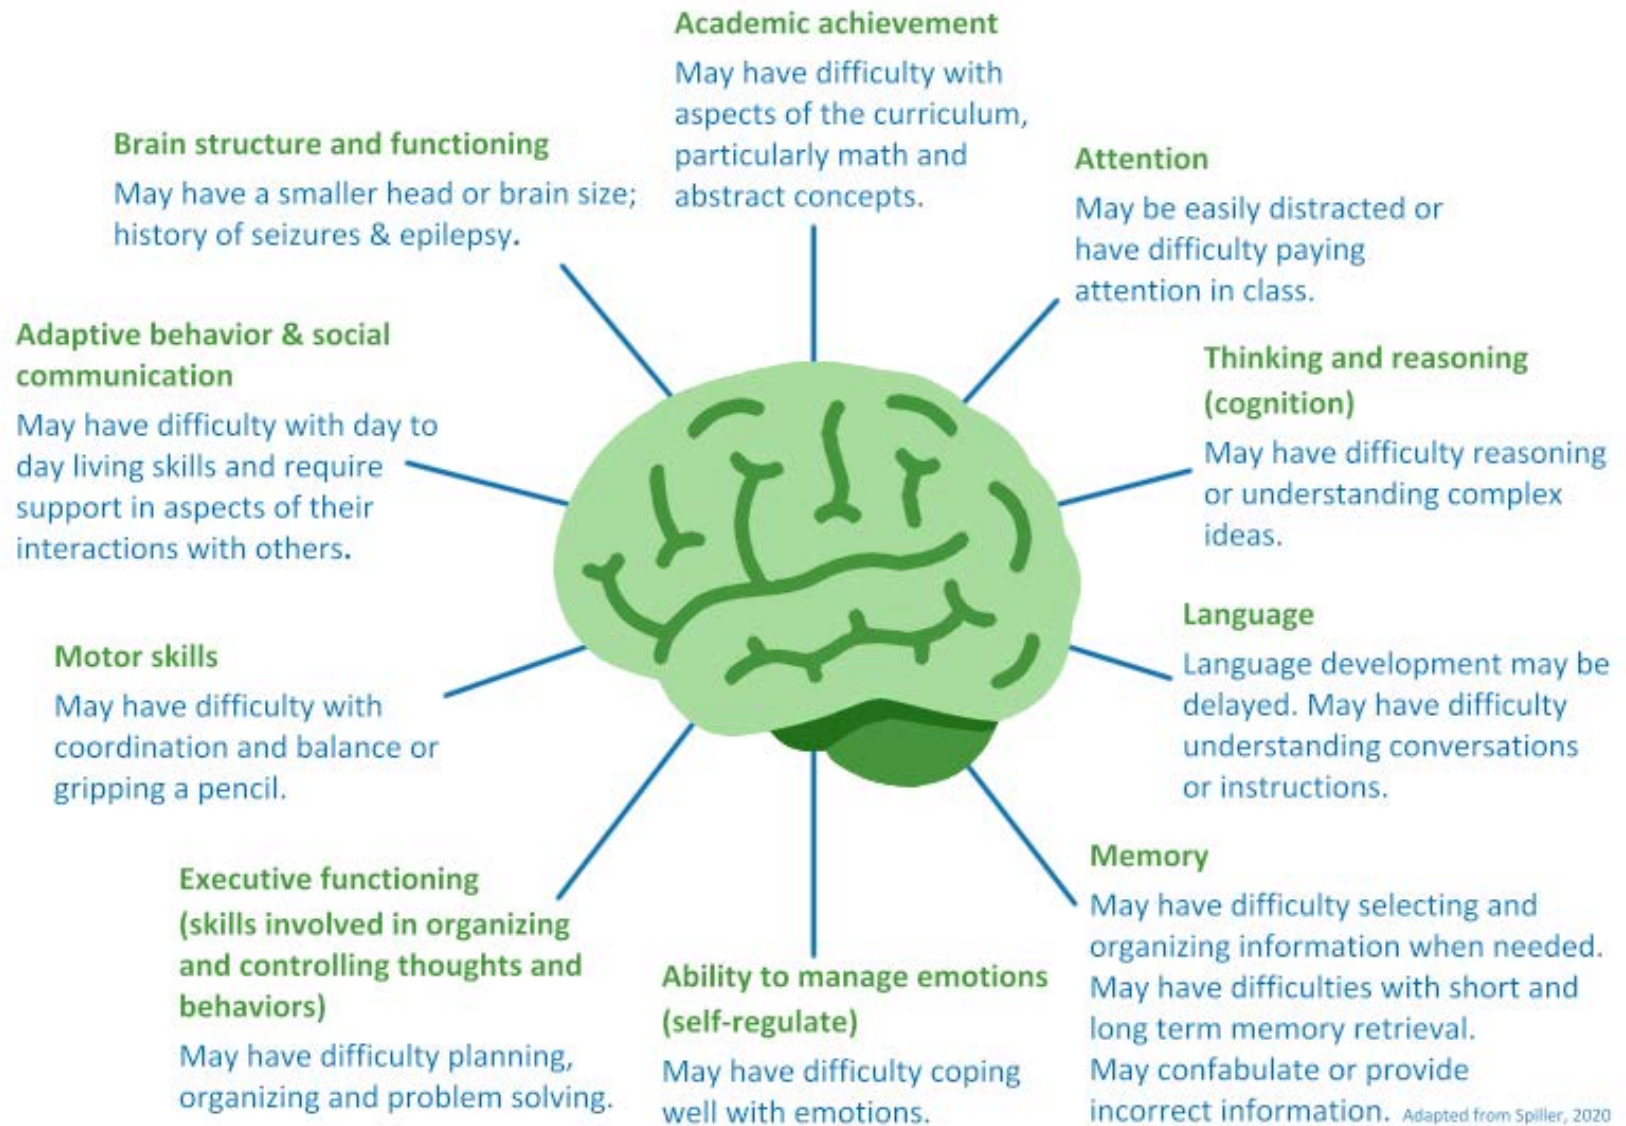 Academic achievement
May have difficulty with
aspects of the curriculum,
particularly math and
abstract concepts.
Attention
May be easily distracted or
have difficulty paying
attention in class.
Thinking and reasoning
(cognition)
May have difficulty reasoning
or understanding complex
ideas.
Language
Language development may be
delayed. May have difficulty
understanding conversations
or instructions.
Memory
May have difficulty selecting and
organizing information when needed.
May have difficulties with short and
long term memory retrieval.
May confabulate or provide
incorrect information.
Adapted from Spiller, 2020
Ability to manage emotions
(self-regulate)
May have difficulty coping
well with emotions.
Executive functioning
(skills involved in organizing
and controlling thoughts and
behaviors)
May have difficulty planning,
organizing and problem solving.
Motor skills
May have difficulty with
coordination and balance or
gripping a pencil.
Adaptive behavior & social
communication
May have difficulty with day to
day living skills and require
support in aspects of their
interactions with others.
Brain structure and functioning
May have a smaller head or brain size;
history of seizures & epilepsy.